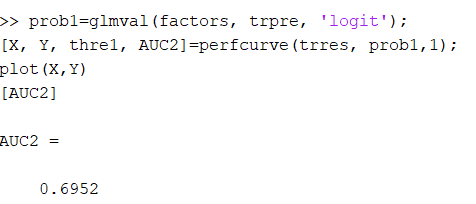 >> prob1=glmval(factors, trpre, 'logit');
[X, Y, thre1, AUC2]=perfcurve(trres, prob1,1);
plot(X,Y)
[AUC2]
AUC2 =
0.6952